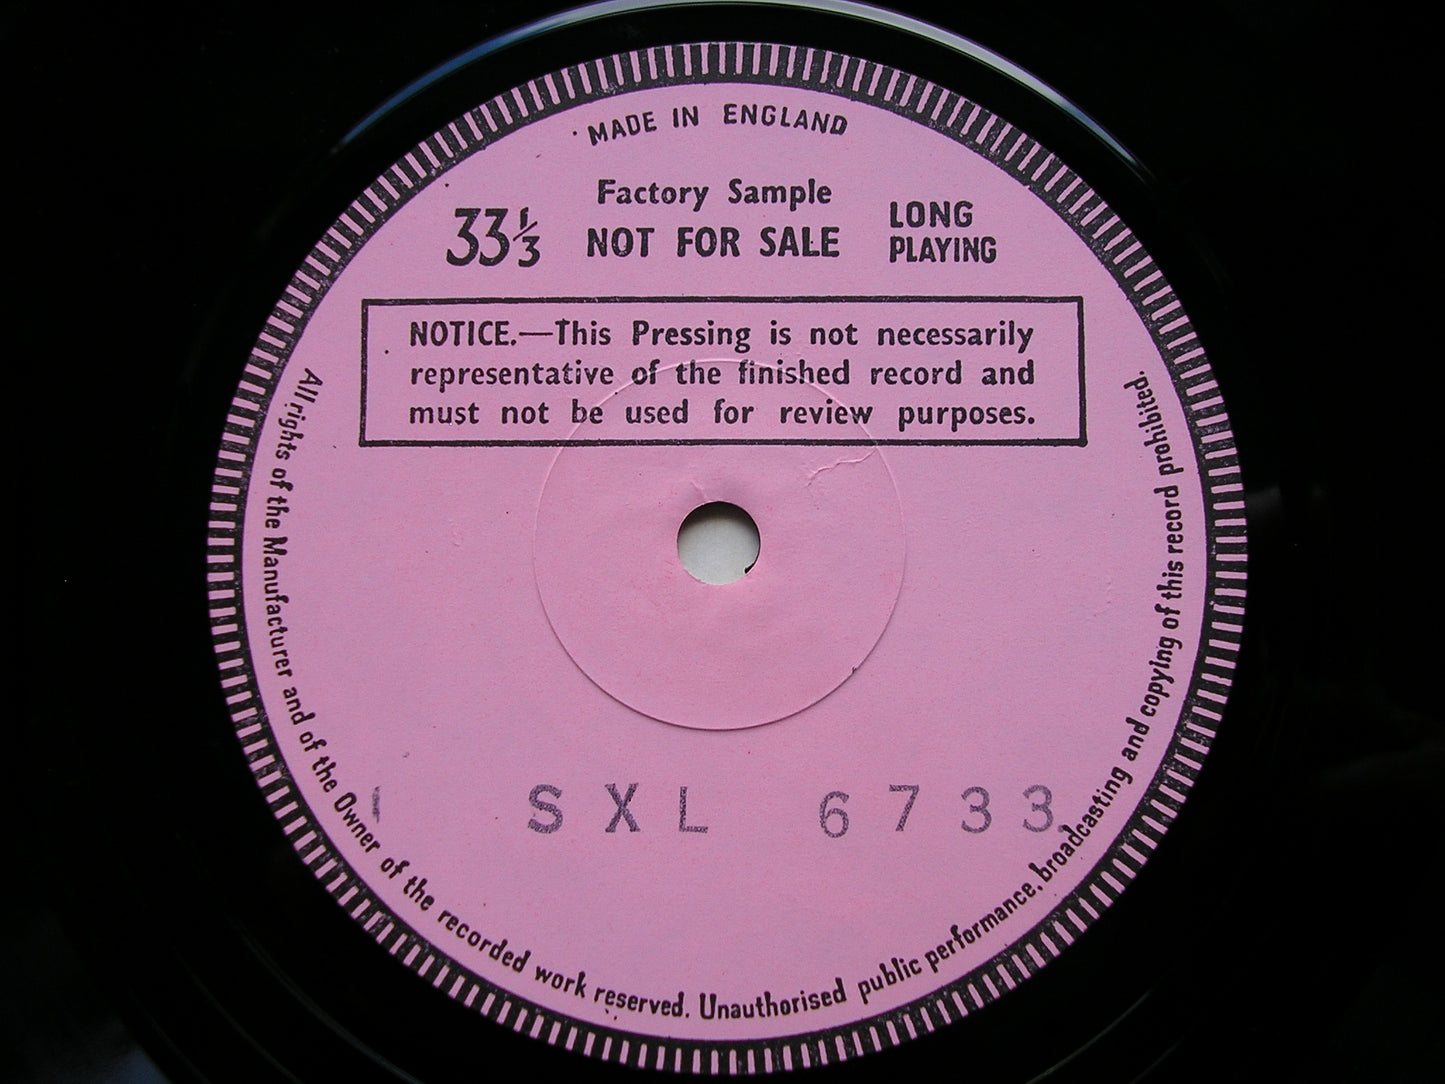 MADE IN ENGLAND
Factory Sample
33⅓ NOT FOR SALE LONG PLAYING
NOTICE.—This Pressing is not necessarily
representative of the finished record and
must not be used for review purposes.
SXL 6733
All rights of the Manufacturer and of the Owner of the recorded work reserved. Unauthorised public performance, broadcasting and copying of this record prohibited.